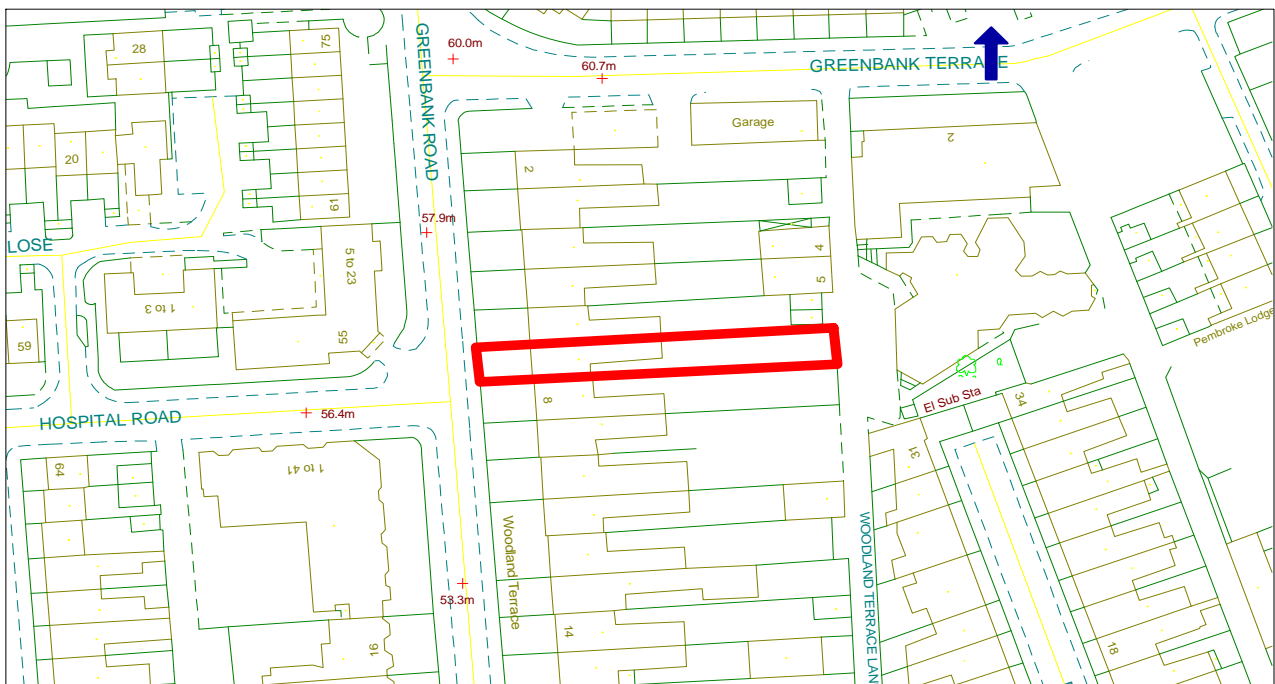 28
75
GREENBANK ROAD
60.0m
60.7m
GREENBANK TERRACE
Garage
2
20
2
61
57.9m
LOSE
5 to 23
4
5
1 to 3
55
59
Pembroke Lodge
HOSPITAL ROAD
56.4m
8
El Sub Sta
34
31
64
1 to 41
Woodland Terrace
WOODLAND TERRACE LAN
53.3m
14
16
18